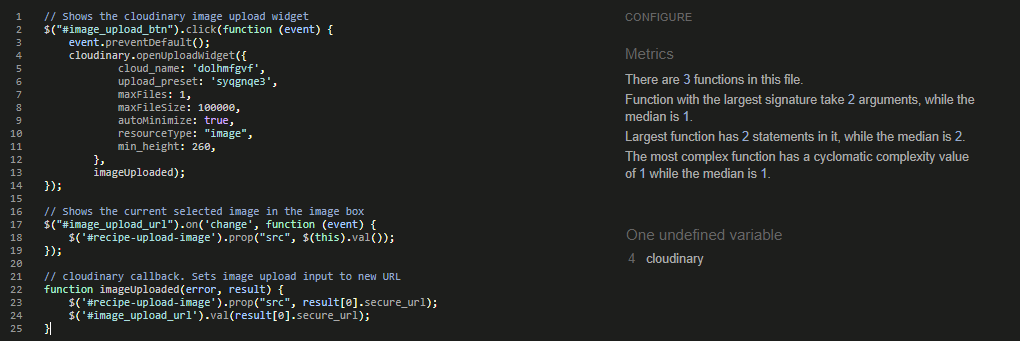 1 // Shows the cloudinary image upload widget
2 $("#image_upload_btn").click(function (event) {
3 event.preventDefault();
4 cloudinary.openUploadWidget({
5 cloud_name: 'dolhmfgvf',
6 upload_preset: 'syqgnqe3',
7 maxFiles: 1,
8 maxFileSize: 100000,
9 autoMinimize: true,
10 resourceType: "image",
11 min_height: 260,
12 },
13 imageUploaded);
14 });
15
16 // Shows the current selected image in the image box
17 $("#image_upload_url").on('change', function (event) {
18 $('#recipe-upload-image').prop("src", $(this).val());
19 });
20
21 // cloudinary callback. Sets image upload input to new URL
22 function imageUploaded(error, result) {
23 $('#recipe-upload-image').prop("src", result[0].secure_url);
24 $('#image_upload_url').val(result[0].secure_url);
25 }
CONFIGURE
Metrics
There are 3 functions in this file.
Function with the largest signature take 2 arguments, while the
median is 1.
Largest function has 2 statements in it, while the median is 2.
The most complex function has a cyclomatic complexity value
of 1 while the median is 1.
One undefined variable
4 cloudinary